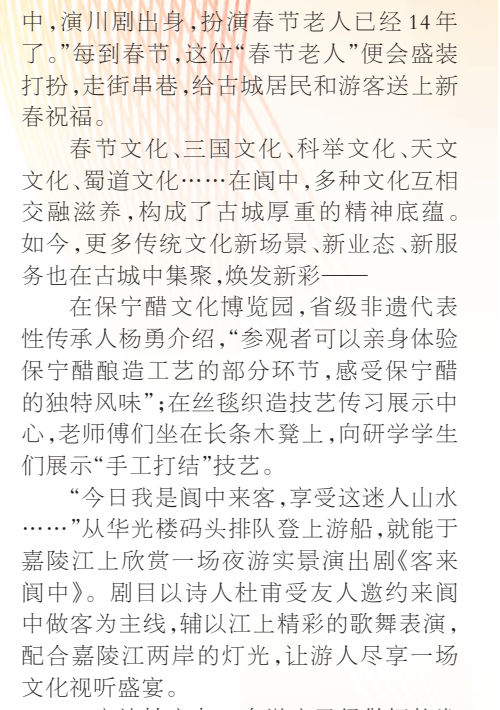 中,演川剧出身,扮演春节老人已经14年
了。”每到春节,这位“春节老人”便会盛装
打扮,走街串巷,给古城居民和游客送上新
春祝福。
春节文化、三国文化、科举文化、天文
文化、蜀道文化……在阆中,多种文化互相
交融滋养,构成了古城厚重的精神底蕴。
如今,更多传统文化新场景、新业态、新服
务也在古城中集聚,焕发新彩——
在保宁醋文化博览园,省级非遗代表
性传承人杨勇介绍,“参观者可以亲身体验
保宁醋酿造工艺的部分环节,感受保宁醋
的独特风味”;在丝毯织造技艺传习展示中
心,老师傅们坐在长条木凳上,向研学学生
们展示“手工打结”技艺。
“今日我是阆中来客,享受这迷人山水
……”从华光楼码头排队登上游船,就能于
嘉陵江上欣赏一场夜游实景演出剧《客来
阆中》。剧目以诗人杜甫受友人邀约来阆
中做客为主线,辅以江上精彩的歌舞表演,
配合嘉陵江两岸的灯光,让游人尽享一场
文化视听盛宴。